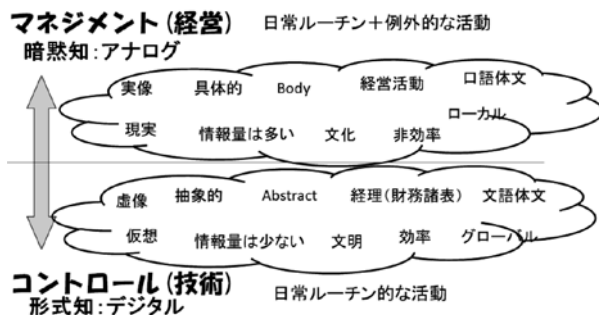 マネジメント(経営) 日常ルーチン＋例外的な活動
暗黙知：アナログ
実像 具体的 Body 経営活動 口語体文
ローカル
現実 情報量は多い 文化 非効率
虚像 抽象的 Abstract 経理(財務諸表) 文語体文
仮想 情報量は少ない 文明 効率 グローバル
コントロール(技術) 日常ルーチン的な活動
形式知：デジタル